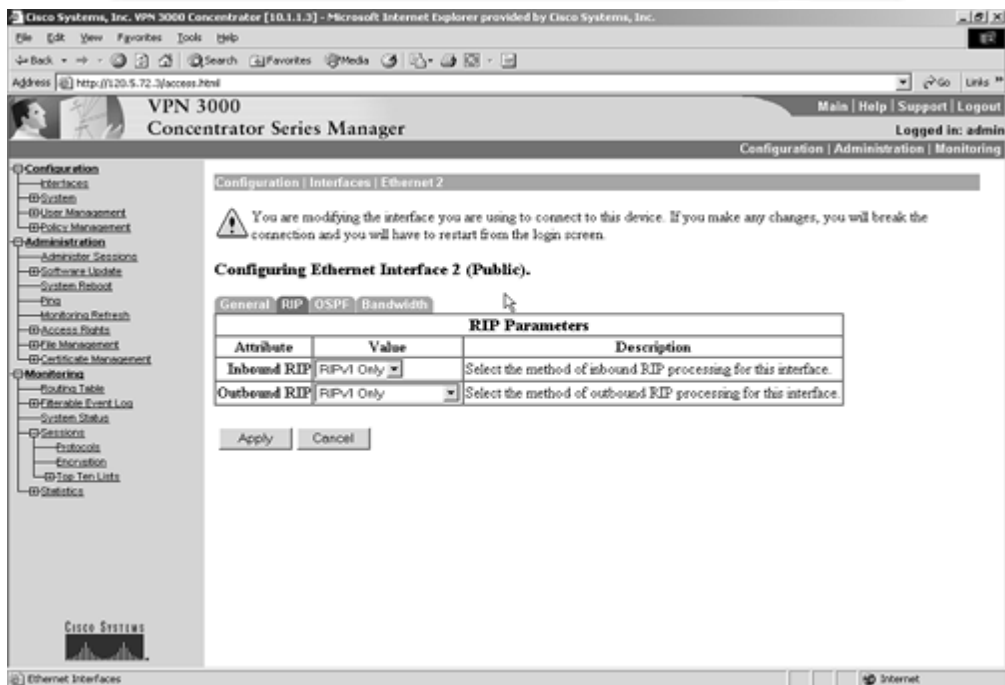 Cisco Systems, Inc. VPN 3000 Concentrator [10.1.1.3] - Microsoft Internet Explorer provided by Cisco Systems, Inc.
File Edit View Favorites Tools Help
Back Search Favorites Media
Address http://120.5.72.3/access.html Go Links »
VPN 3000
Concentrator Series Manager
Main | Help | Support | Logout
Logged in: admin
Configuration | Administration | Monitoring
Configuration
Interfaces
System
User Management
Policy Management
Administration
Administer Sessions
Software Update
System Reboot
Ping
Monitoring Refresh
Access Rights
File Management
Certificate Management
Monitoring
Routing Table
Filterable Event Log
System Status
Sessions
Protocols
Encryption
Top Ten Lists
Statistics
CISCO SYSTEMS
Configuration | Interfaces | Ethernet 2
You are modifying the interface you are using to connect to this device. If you make any changes, you will break the
connection and you will have to restart from the login screen.
Configuring Ethernet Interface 2 (Public).
General RIP OSPF Bandwidth
RIP Parameters
Attribute Value Description
Inbound RIP RIPv1 Only Select the method of inbound RIP processing for this interface.
Outbound RIP RIPv1 Only Select the method of outbound RIP processing for this interface.
Apply Cancel
Ethernet Interfaces Internet